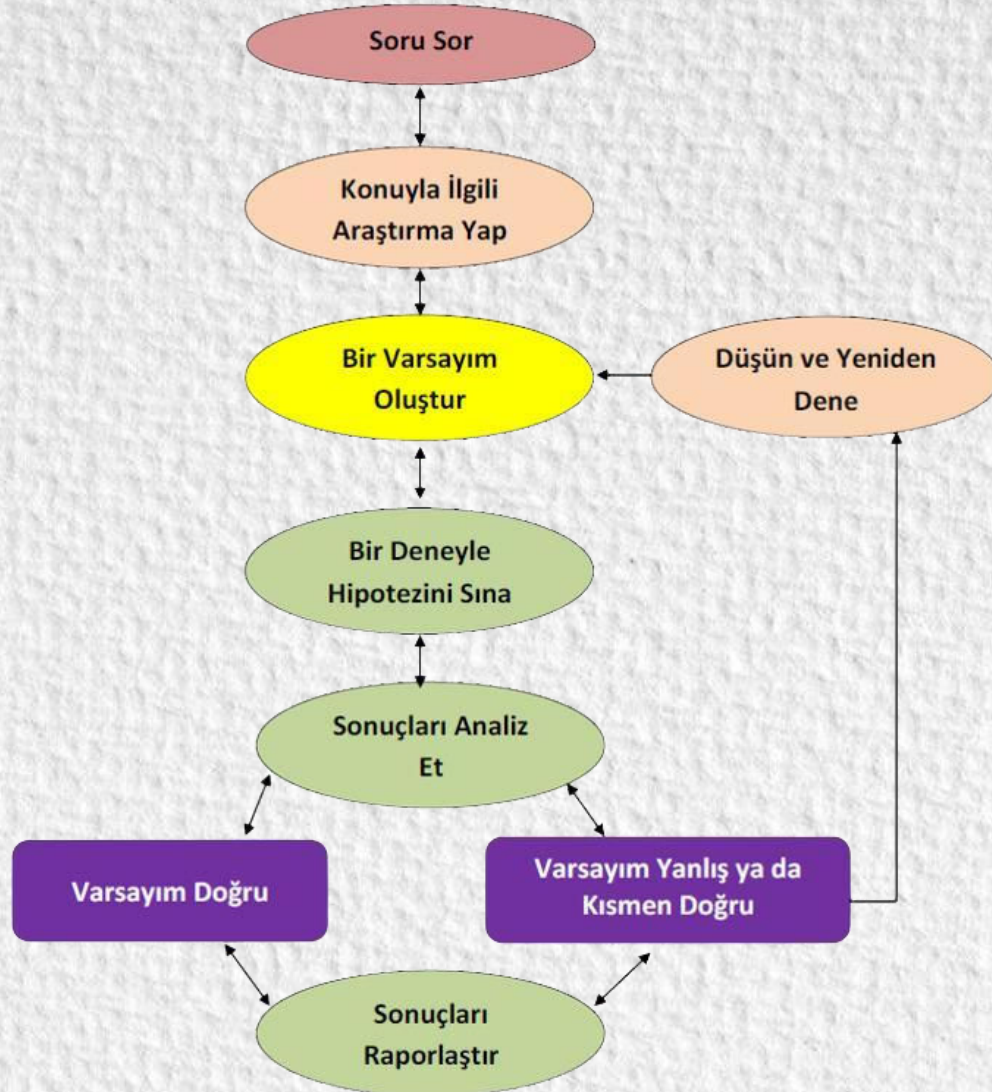 Soru Sor
Konuyla İlgili
Araştırma Yap
Bir Varsayım
Oluştur
Düşün ve Yeniden
Dene
Bir Deneyle
Hipotezini Sına
Sonuçları Analiz
Et
Varsayım Doğru
Varsayım Yanlış ya da
Kısmen Doğru
Sonuçları
Raporlaştır